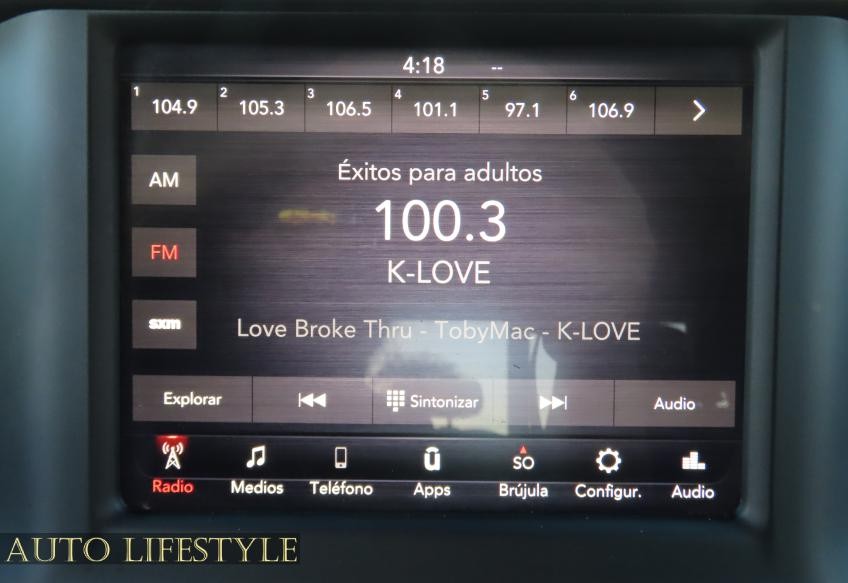 4:18 --
1 104.9 2 105.3 3 106.5 4 101.1 5 97.1 6 106.9
AM
Éxitos para adultos
100.3
FM
K-LOVE
sxm
Love Broke Thru - TobyMac - K-LOVE
Explorar Sintonizar Audio
SO
Radio Medios Teléfono Apps Brújula Configur. Audio
AUTO LIFESTYLE